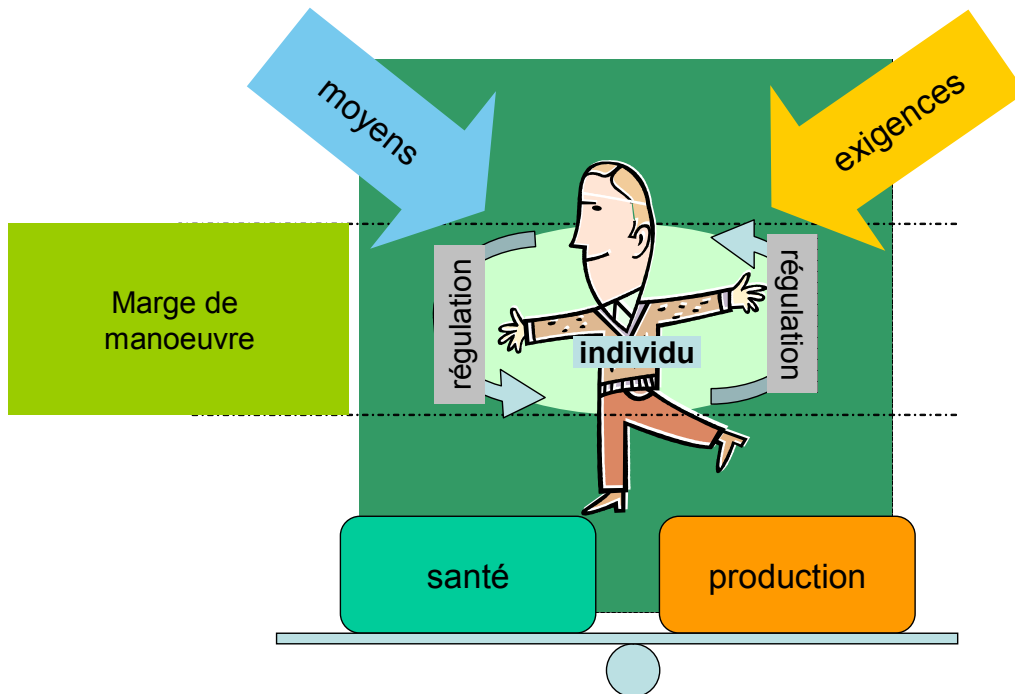 moyens
exigences
Marge de
manoeuvre
régulation
individu
régulation
santé
production